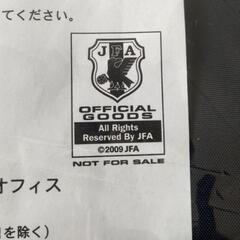 てください。
JFA
OFFICIAL
GOODS
All Rights
Reserved By JFA
©2009 JFA
NOT FOR SALE
オフィス
を除く）